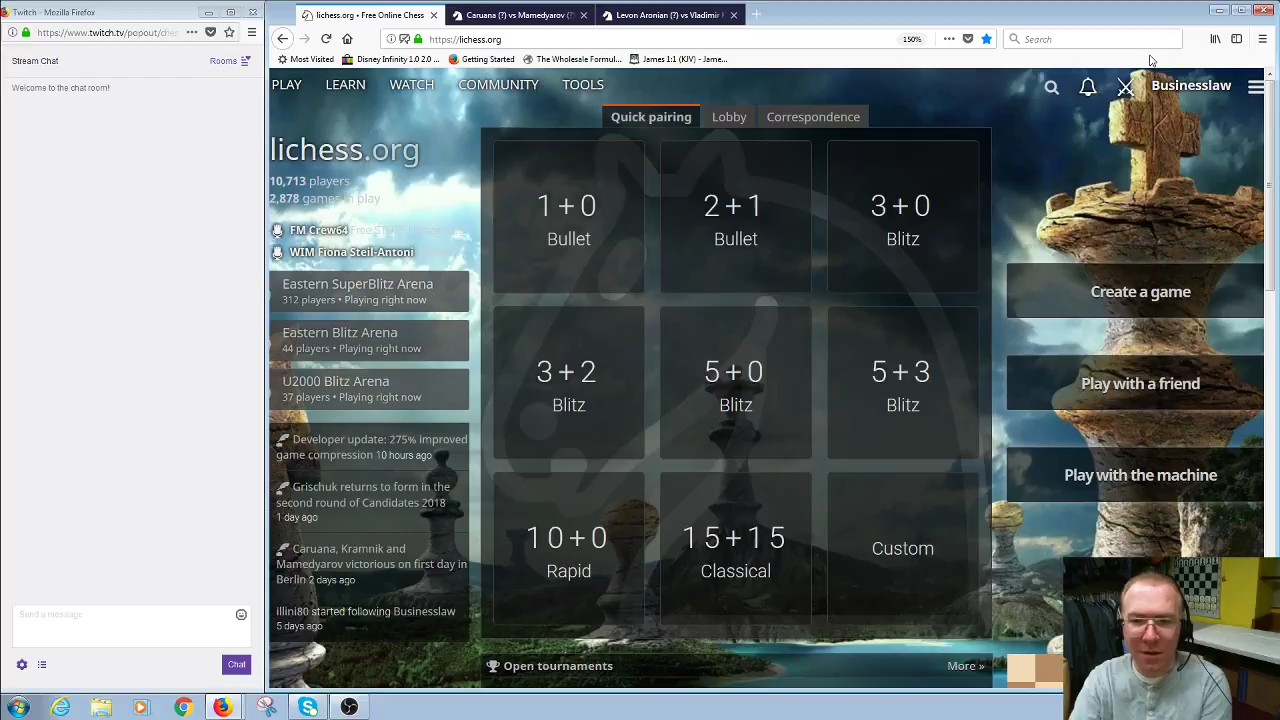 Twitch - Mozilla Firefox
https://www.twitch.tv/popout/ches
Stream Chat
Rooms
Welcome to the chat room!
Send a message
Chat
lichess.org • Free Online Chess
Caruana (?) vs Mamedyarov (?)
Levon Aronian (?) vs Vladimir K
https://lichess.org
150%
Search
Most Visited
Disney Infinity 1.0 2.0 ...
Getting Started
The Wholesale Formul...
James 1:1 (KJV) - Jame...
PLAY
LEARN
WATCH
COMMUNITY
TOOLS
Businesslaw
Quick pairing
Lobby
Correspondence
lichess.org
10,713 players
2,878 games in play
FM Crew64
WIM Fiona Steil-Antoni
Eastern SuperBlitz Arena
312 players • Playing right now
Eastern Blitz Arena
44 players • Playing right now
U2000 Blitz Arena
37 players • Playing right now
Developer update: 275% improved
game compression 10 hours ago
Grischuk returns to form in the
second round of Candidates 2018
1 day ago
Caruana, Kramnik and
Mamedyarov victorious on first day in
Berlin 2 days ago
illini80 started following Businesslaw
5 days ago
1+0
Bullet
2+1
Bullet
3+0
Blitz
3+2
Blitz
5+0
Blitz
5+3
Blitz
10+0
Rapid
15+15
Classical
Custom
Create a game
Play with a friend
Play with the machine
Open tournaments
More »